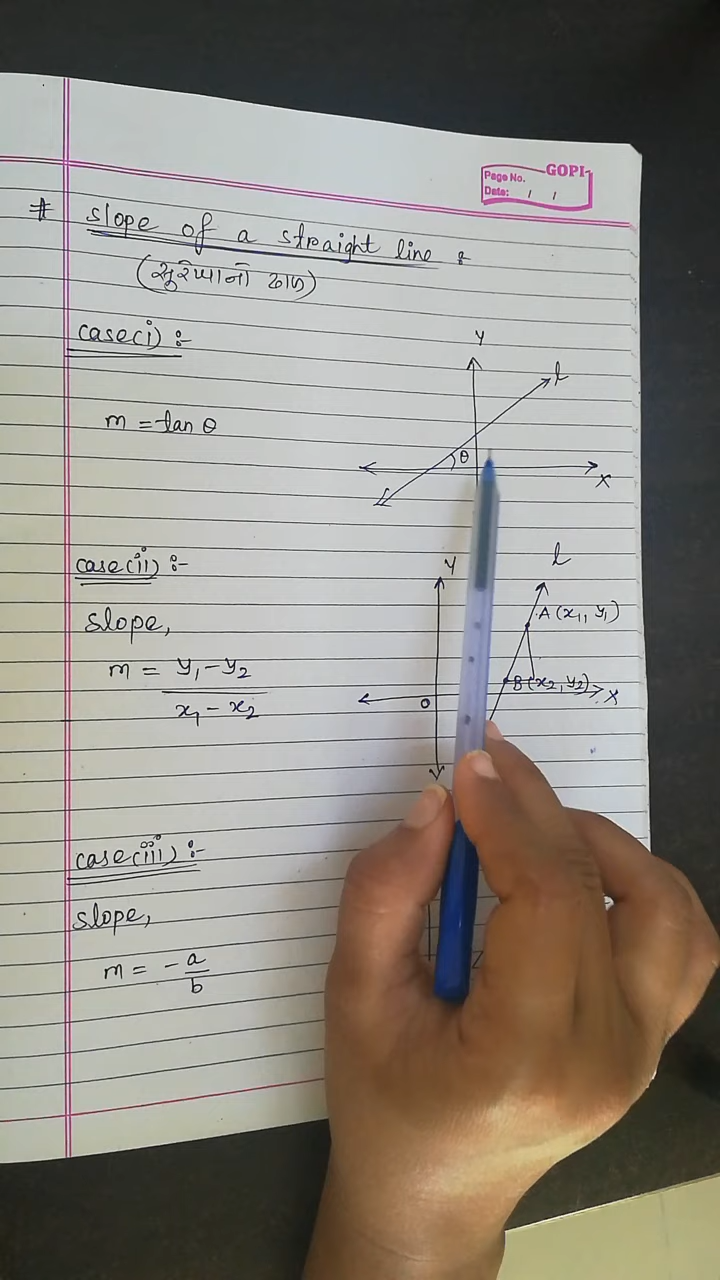 GOPI
Page No.
Date: / /
# slope of a straight line :
(સુરેખાનો ઢાળ)
case(i) :-
m = tan θ
Y
l
θ
X
case(ii) :-
slope,
m = y₁ - y₂
x₁ - x₂
Y
l
A(x₁, y₁)
B(x₂, y₂)
X
O
case(iii) :-
slope,
m = - a
b